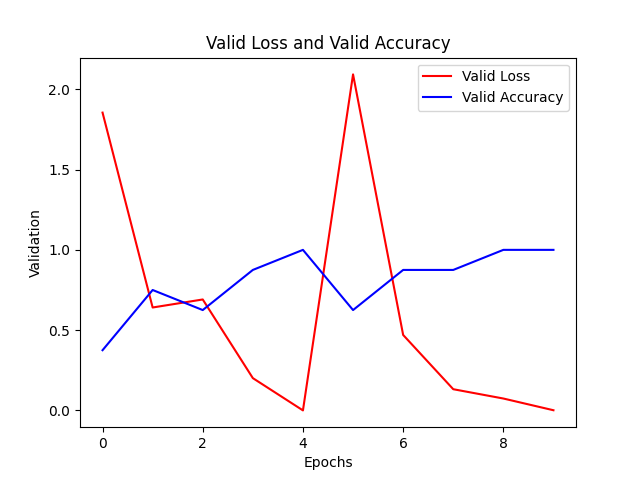 Valid Loss and Valid Accuracy
Valid Loss
Valid Accuracy
2.0
1.5
1.0
0.5
0.0
Validation
0 2 4 6 8
Epochs